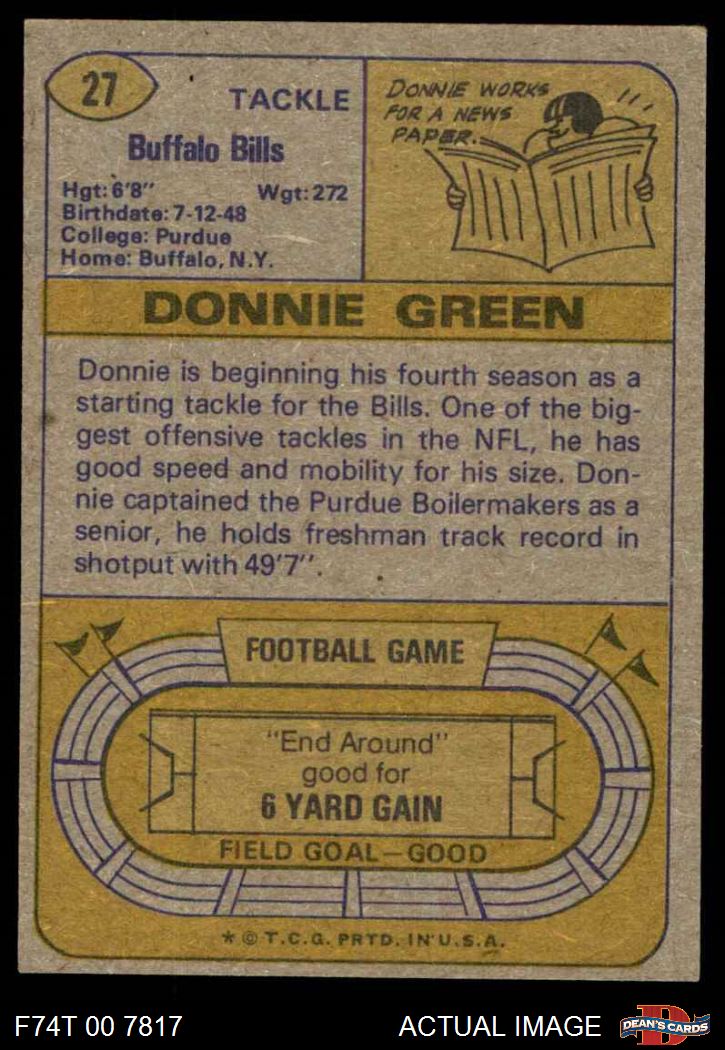 27
TACKLE
Buffalo Bills
Hgt: 6'8" Wgt: 272
Birthdate: 7-12-48
College: Purdue
Home: Buffalo, N.Y.
DONNIE WORKS
FOR A NEWS
PAPER.
DONNIE GREEN
Donnie is beginning his fourth season as a
starting tackle for the Bills. One of the big-
gest offensive tackles in the NFL, he has
good speed and mobility for his size. Don-
nie captained the Purdue Boilermakers as a
senior, he holds freshman track record in
shotput with 49'7".
FOOTBALL GAME
"End Around"
good for
6 YARD GAIN
FIELD GOAL—GOOD
* © T.C.G. PRTD. IN U.S.A.
F74T 00 7817 ACTUAL IMAGE
D
DEAN'S CARDS